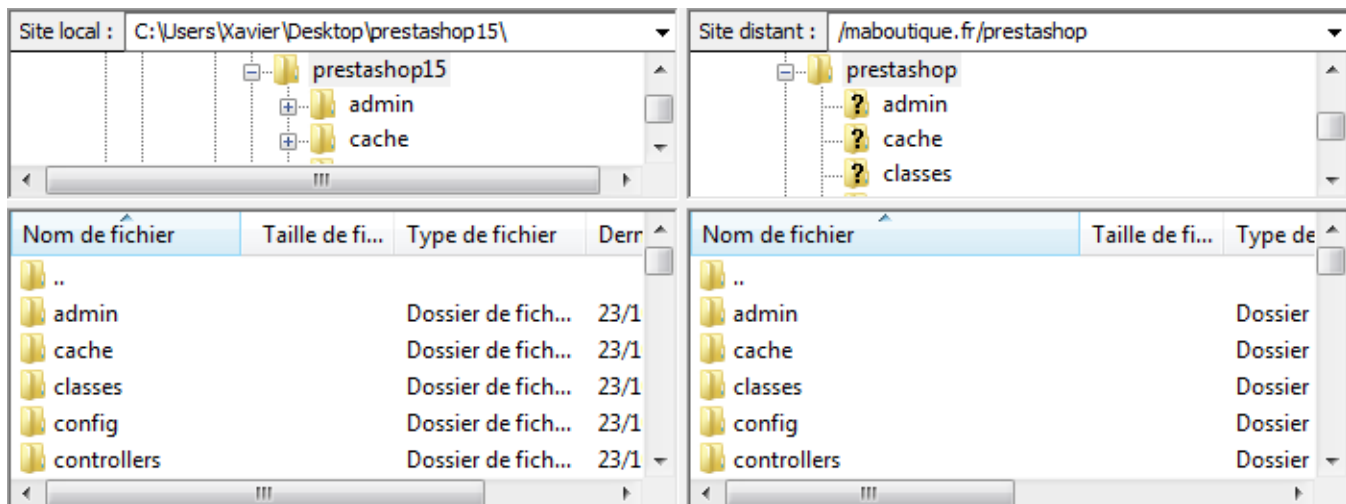 Site local : C:\Users\Xavier\Desktop\prestashop15\
prestashop15
admin
cache
Nom de fichier Taille de fi... Type de fichier Derr
..
admin Dossier de fich... 23/1
cache Dossier de fich... 23/1
classes Dossier de fich... 23/1
config Dossier de fich... 23/1
controllers Dossier de fich... 23/1
Site distant : /maboutique.fr/prestashop
prestashop
? admin
? cache
? classes
Nom de fichier Taille de fi... Type de
..
admin Dossier
cache Dossier
classes Dossier
config Dossier
controllers Dossier